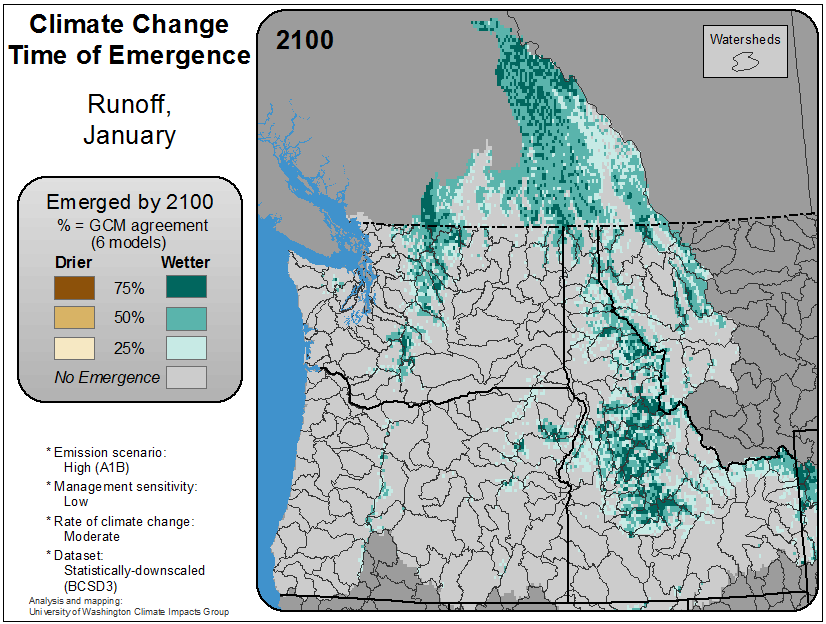 Climate Change
Time of Emergence
Runoff,
January
Emerged by 2100
% = GCM agreement
(6 models)
Drier Wetter
75%
50%
25%
No Emergence
* Emission scenario:
High (A1B)
* Management sensitivity:
Low
* Rate of climate change:
Moderate
* Dataset:
Statistically-downscaled
(BCSD3)
Analysis and mapping:
University of Washington Climate Impacts Group
2100
Watersheds